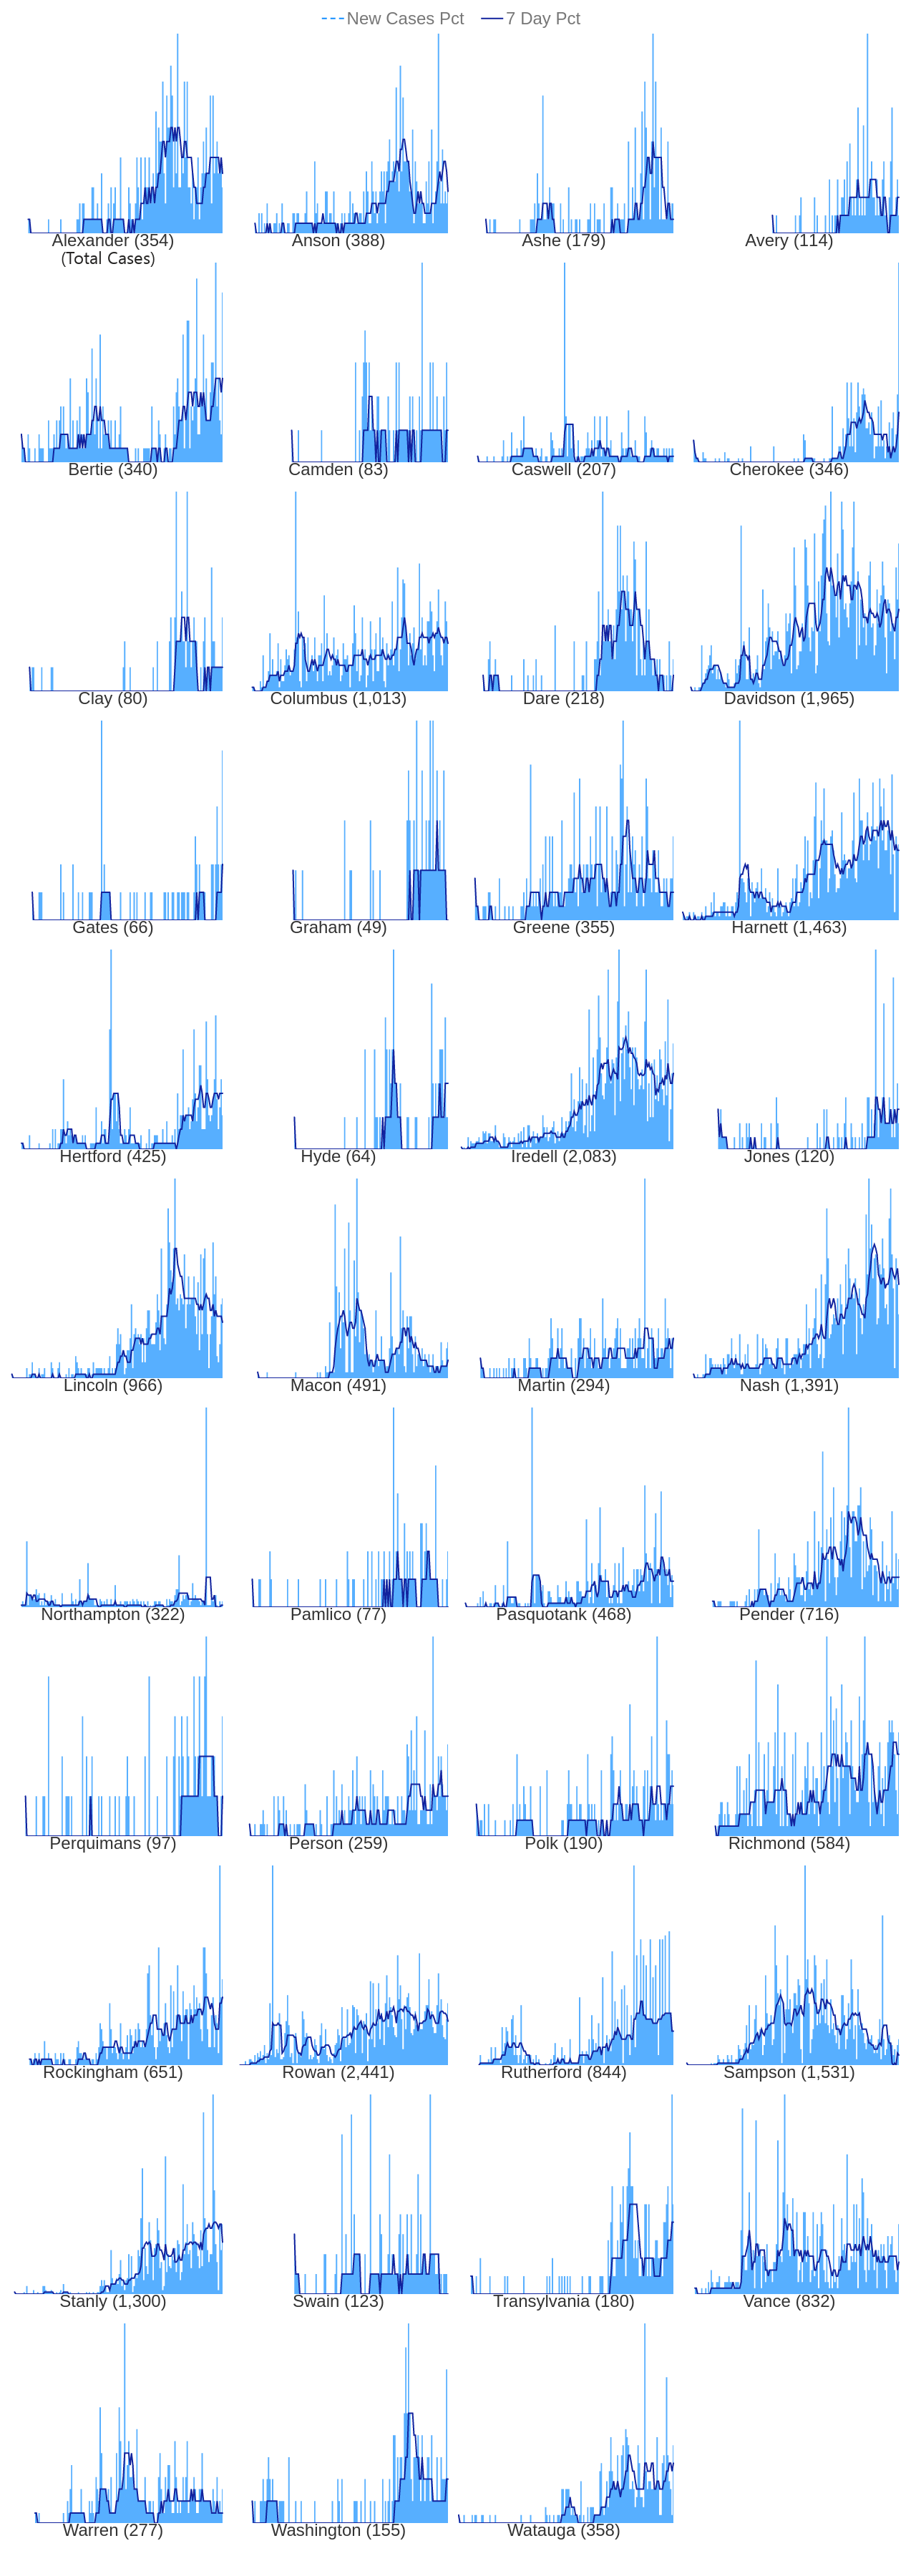 New Cases Pct 7 Day Pct
Alexander (354) Anson (388) Ashe (179) Avery (114)
(Total Cases)
Bertie (340) Camden (83) Caswell (207) Cherokee (346)
Clay (80) Columbus (1,013) Dare (218) Davidson (1,965)
Gates (66) Graham (49) Greene (355) Harnett (1,463)
Hertford (425) Hyde (64) Iredell (2,083) Jones (120)
Lincoln (966) Macon (491) Martin (294) Nash (1,391)
Northampton (322) Pamlico (77) Pasquotank (468) Pender (716)
Perquimans (97) Person (259) Polk (190) Richmond (584)
Rockingham (651) Rowan (2,441) Rutherford (844) Sampson (1,531)
Stanly (1,300) Swain (123) Transylvania (180) Vance (832)
Warren (277) Washington (155) Watauga (358)